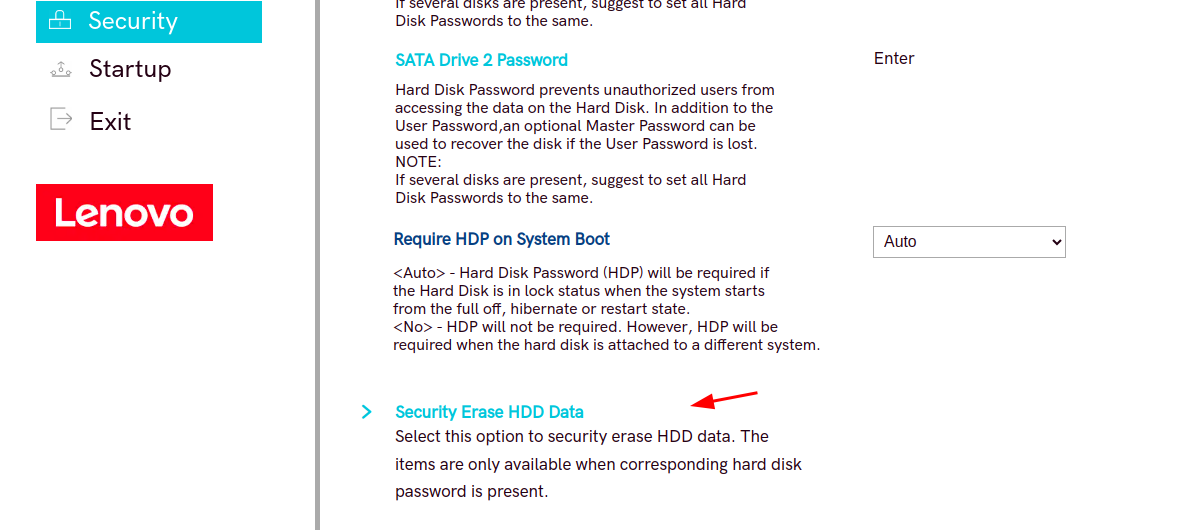 Security
Startup
Exit
Lenovo
If several disks are present, suggest to set all Hard
Disk Passwords to the same.
SATA Drive 2 Password
Enter
Hard Disk Password prevents unauthorized users from
accessing the data on the Hard Disk. In addition to the
User Password,an optional Master Password can be
used to recover the disk if the User Password is lost.
NOTE:
If several disks are present, suggest to set all Hard
Disk Passwords to the same.
Require HDP on System Boot
Auto
<Auto> - Hard Disk Password (HDP) will be required if
the Hard Disk is in lock status when the system starts
from the full off, hibernate or restart state.
<No> - HDP will not be required. However, HDP will be
required when the hard disk is attached to a different system.
Security Erase HDD Data
Select this option to security erase HDD data. The
items are only available when corresponding hard disk
password is present.